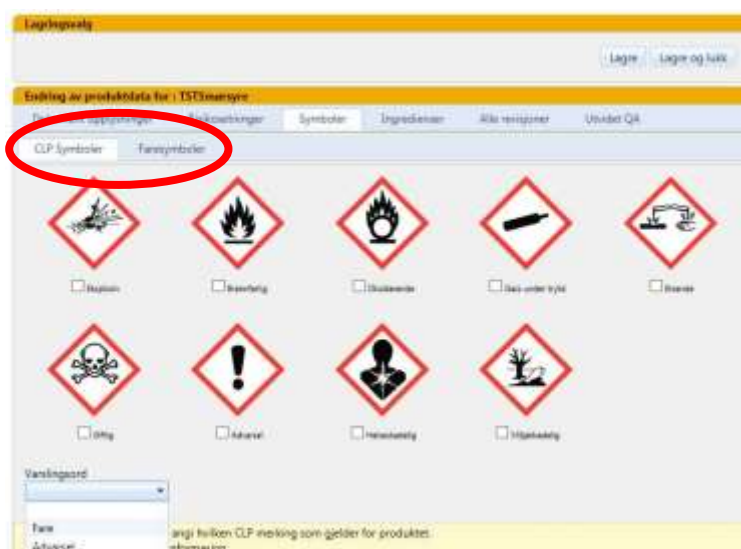 Lagringsvalg
Lagre Lagre og lukk
Endring av produktdata for : TSTSmørsyre
Symboler Ingredienser Alle revisjoner Utvidet QA
CLP Symboler Faresymboler
Eksplosiv Brannfarlig Oksiderende Gass under trykk Etsende
Giftig Advarsel Helseskadelig Miljøskadelig
Varslingsord
Fare
angi hvilken CLP merking som gjelder for produktet.
Advarsel